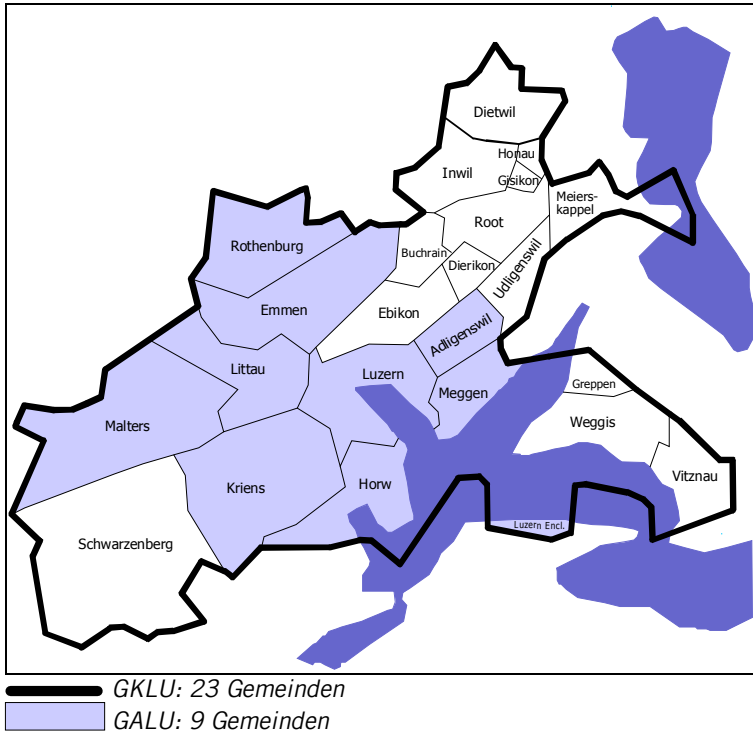 Dietwil
Honau
Inwil
Gisikon
Meiers-
kappel
Root
Rothenburg
Buchrain
Dierikon
Udligenswil
Emmen
Ebikon
Adligenswil
Littau
Luzern
Greppen
Meggen
Malters
Weggis
Kriens
Horw
Vitznau
Luzern Encl.
Schwarzenberg
GKLU: 23 Gemeinden
GALU: 9 Gemeinden